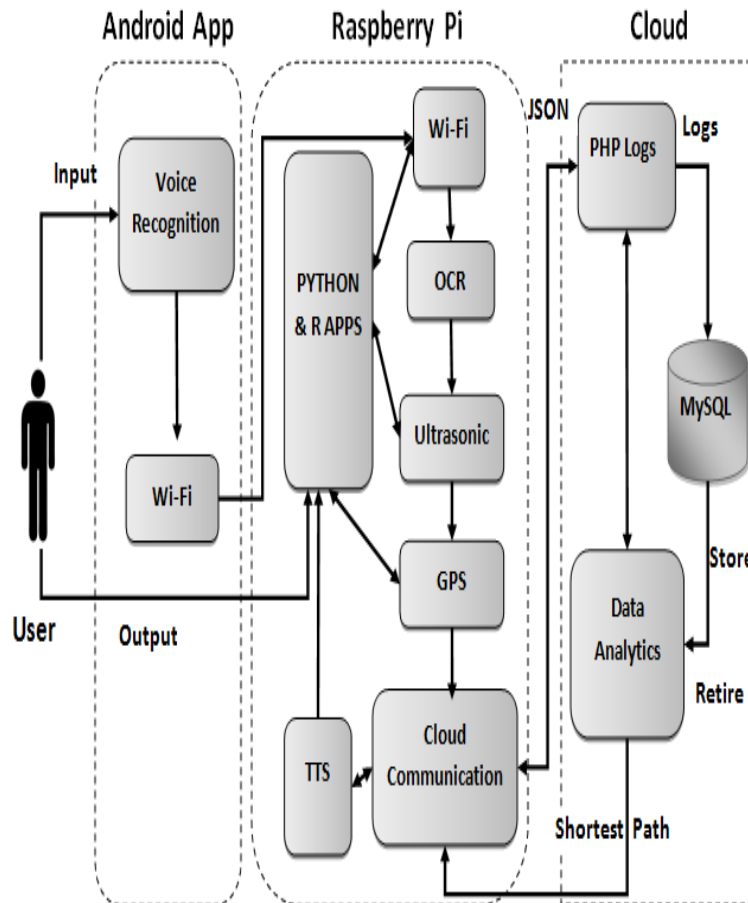 Android App
Raspberry Pi
Cloud
Input
Voice
Recognition
Wi-Fi
User
Output
Wi-Fi
PYTHON
& R APPS
OCR
Ultrasonic
GPS
TTS
Cloud
Communication
JSON
PHP Logs
Logs
MySQL
Store
Data
Analytics
Retire
Shortest Path